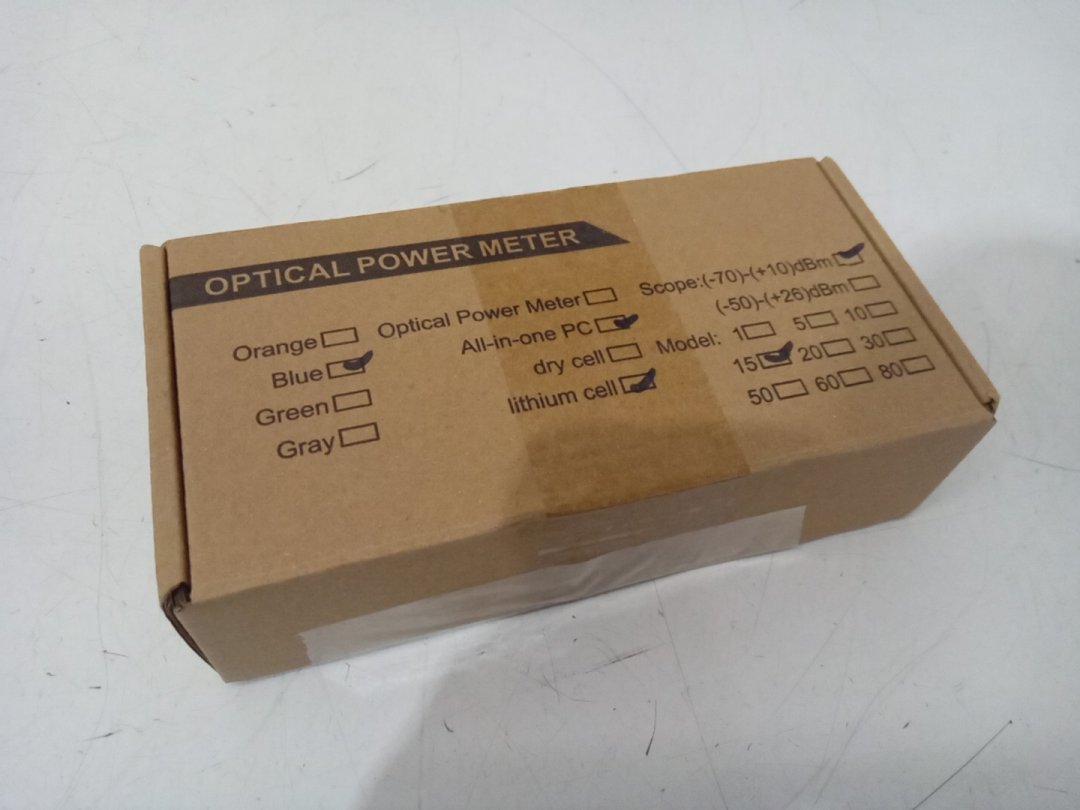 OPTICAL POWER METER
Orange
Blue
Green
Gray
Optical Power Meter
All-in-one PC
dry cell
lithium cell
Scope:(-70)-(+10)dBm
(-50)-(+26)dBm
Model: 1 5 10
15 20 30
50 60 80